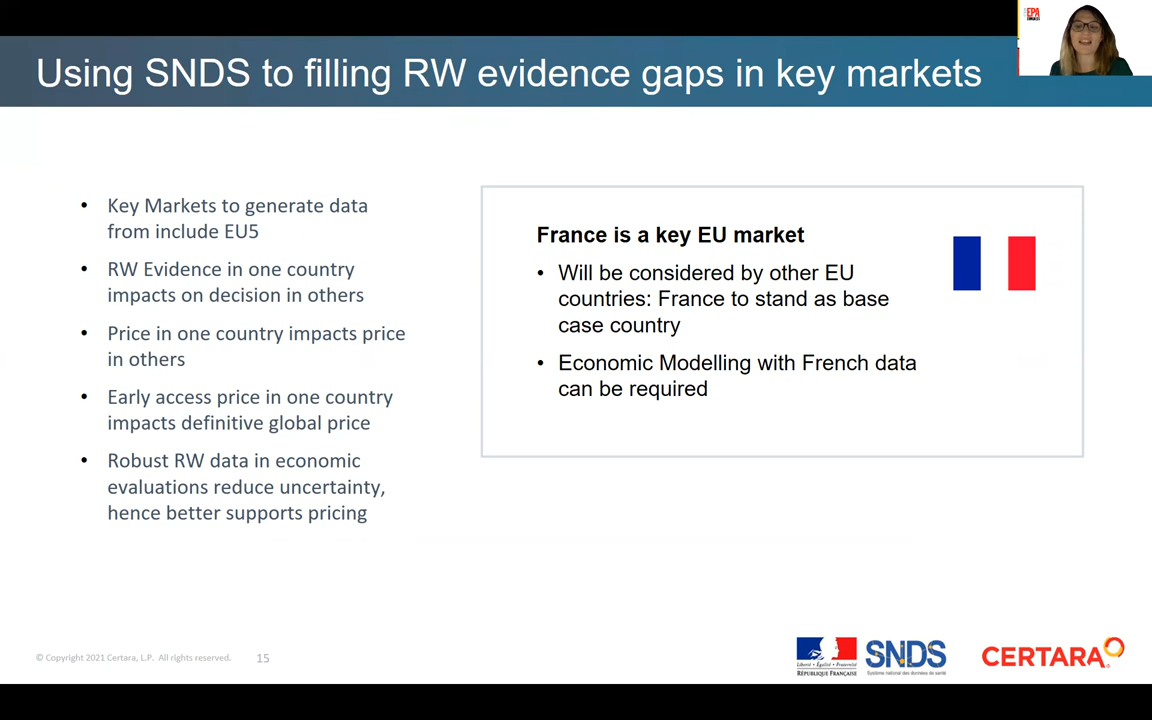 EPA
Using SNDS to filling RW evidence gaps in key markets
• Key Markets to generate data
from include EU5
• RW Evidence in one country
impacts on decision in others
• Price in one country impacts price
in others
• Early access price in one country
impacts definitive global price
• Robust RW data in economic
evaluations reduce uncertainty,
hence better supports pricing
France is a key EU market
• Will be considered by other EU
countries: France to stand as base
case country
• Economic Modelling with French data
can be required
© Copyright 2021 Certara, L.P. All rights reserved.
15
Liberté • Égalité • Fraternité
RÉPUBLIQUE FRANÇAISE
SNDS
Système national des données de santé
CERTARA